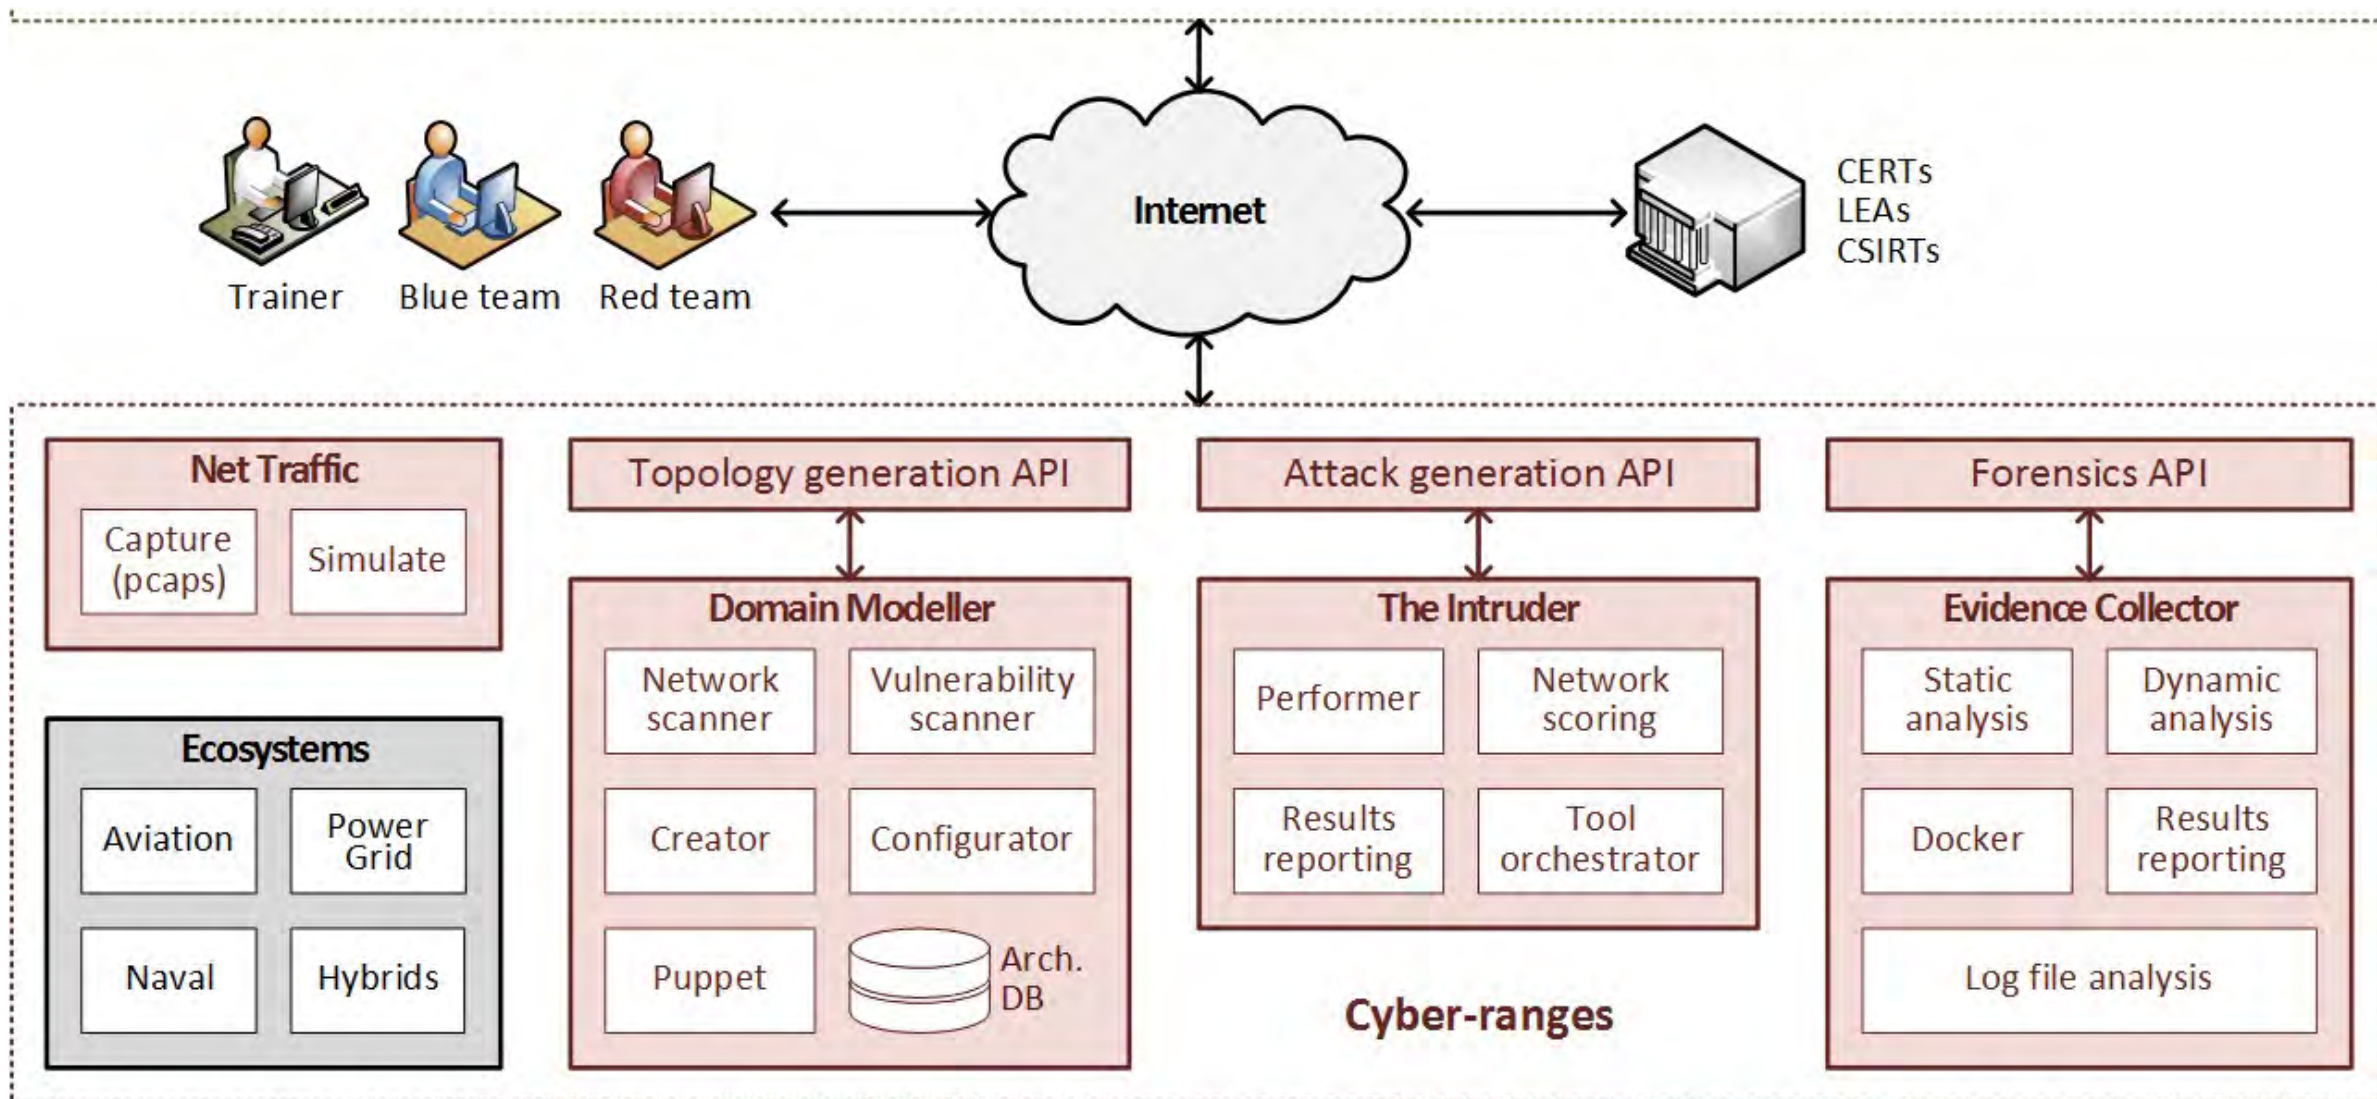 Internet
CERTs
LEAs
CSIRTs
Trainer
Blue team
Red team
Net Traffic
Capture
(pcaps)
Simulate
Ecosystems
Aviation
Power
Grid
Naval
Hybrids
Topology generation API
Domain Modeller
Network
scanner
Vulnerability
scanner
Creator
Configurator
Puppet
Arch.
DB
Attack generation API
The Intruder
Performer
Network
scoring
Results
reporting
Tool
orchestrator
Cyber-ranges
Forensics API
Evidence Collector
Static
analysis
Dynamic
analysis
Docker
Results
reporting
Log file analysis